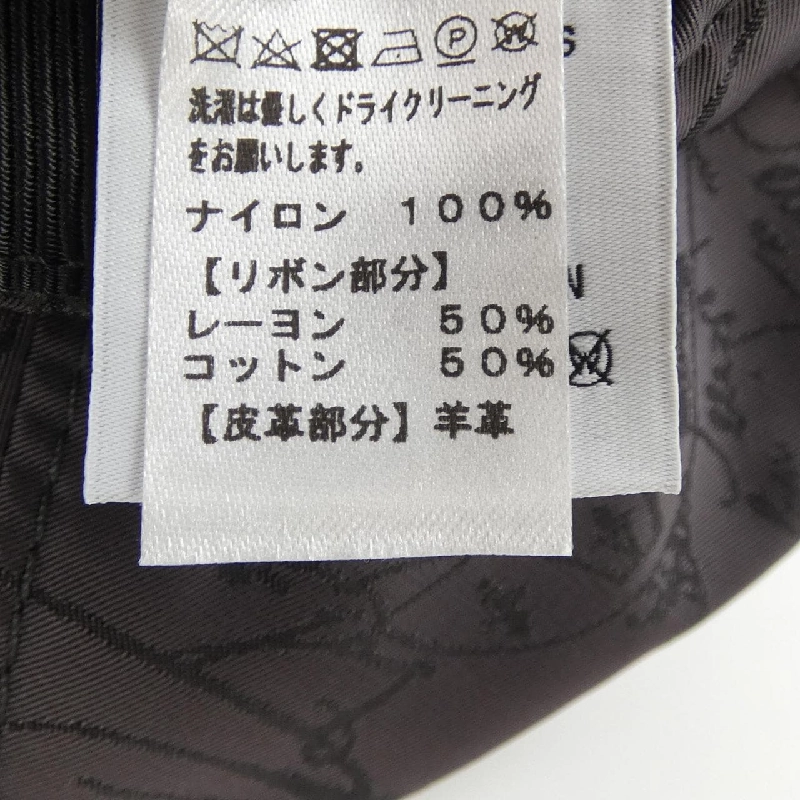 洗濯は優しくドライクリーニング
をお願いします。
ナイロン　１００％
【リボン部分】
レーヨン　５０％
コットン　５０％
【皮革部分】羊革